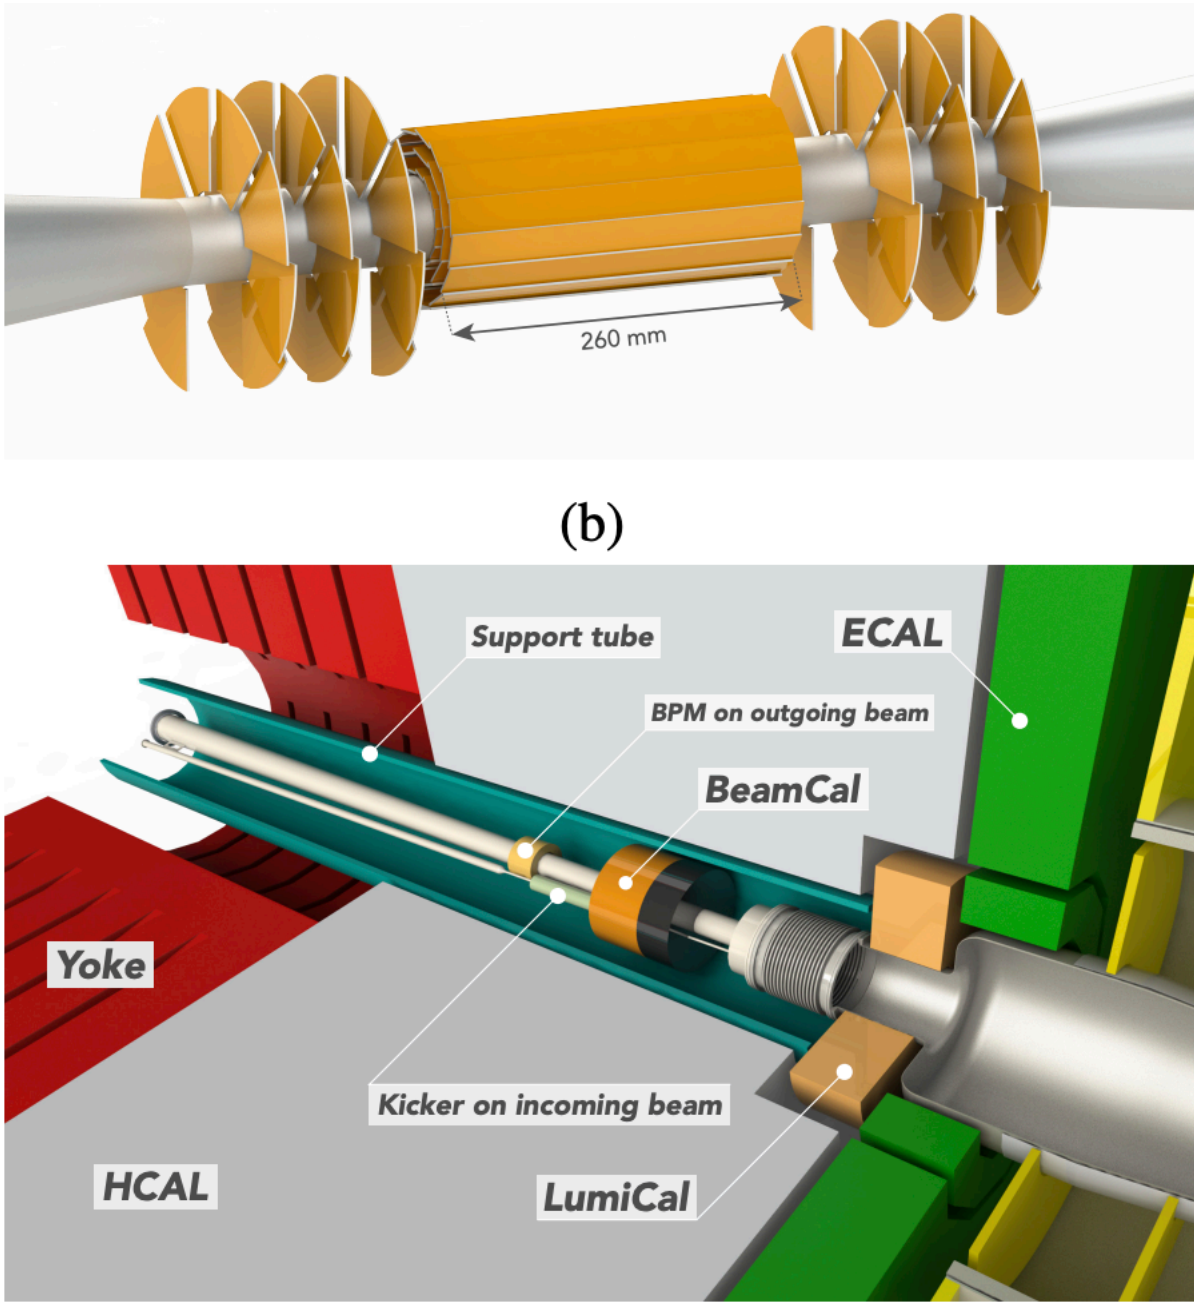 260 mm
(b)
Support tube
ECAL
BPM on outgoing beam
BeamCal
Yoke
Kicker on incoming beam
HCAL
LumiCal